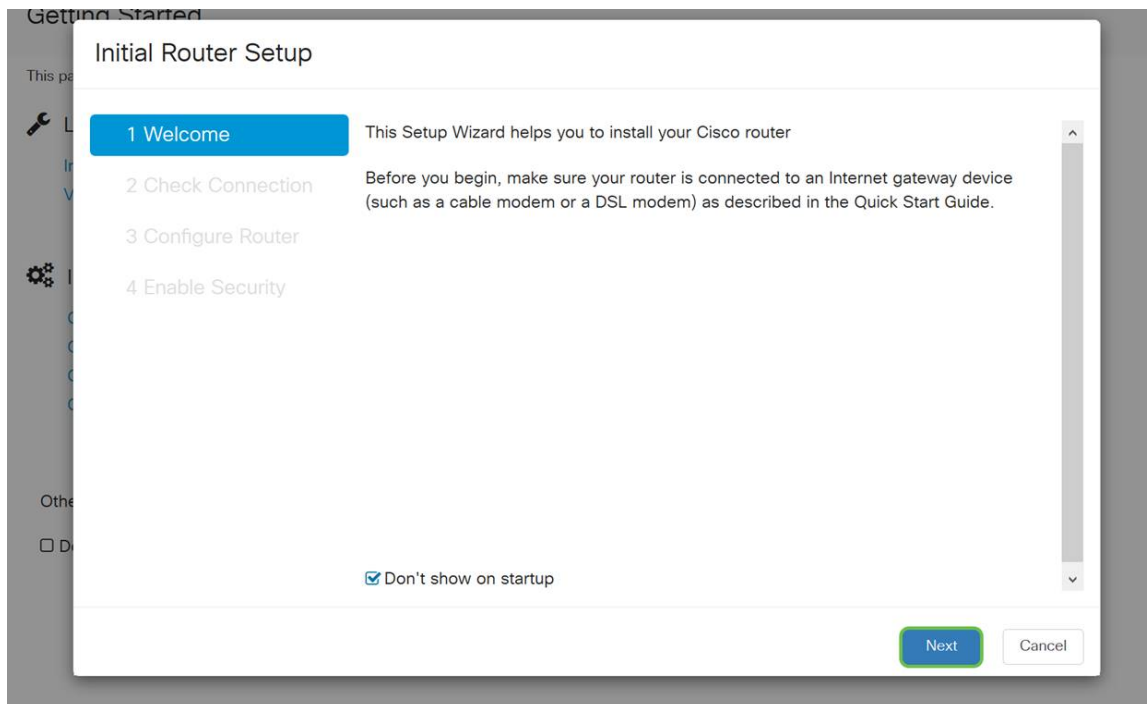 Getting Started
Initial Router Setup
This
1 Welcome
This Setup Wizard helps you to install your Cisco router
2 Check Connection
Before you begin, make sure your router is connected to an Internet gateway device
(such as a cable modem or a DSL modem) as described in the Quick Start Guide.
3 Configure Router
4 Enable Security
Don't show on startup
Next
Cancel